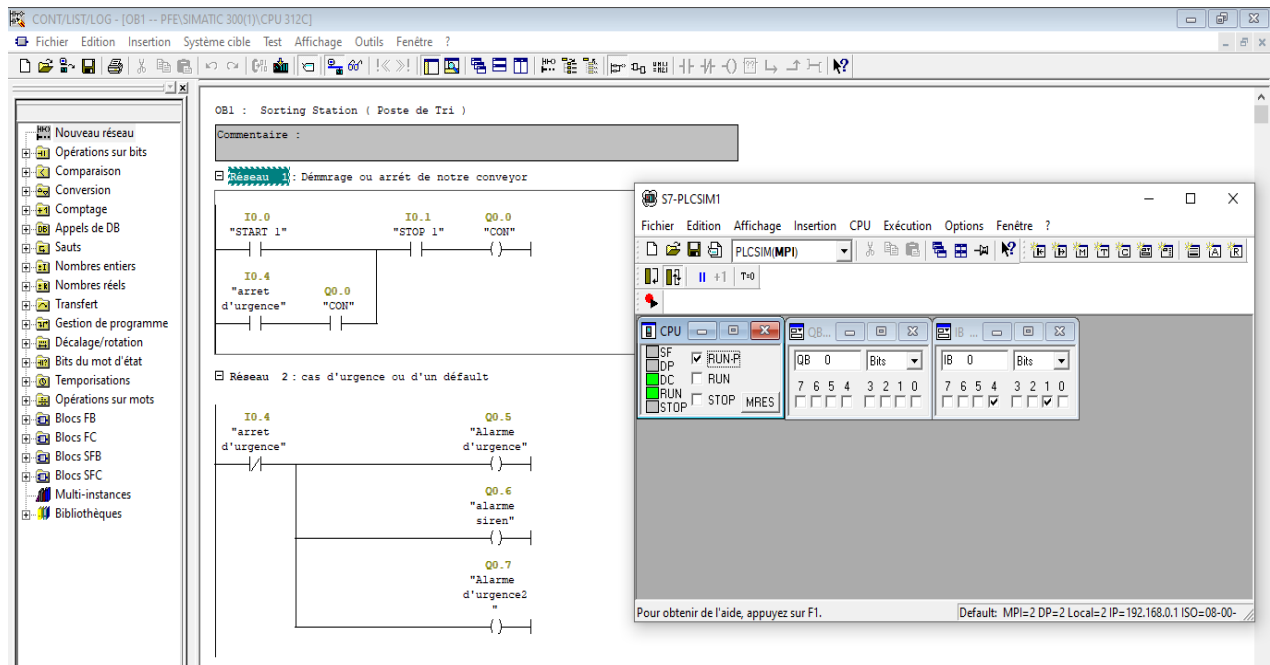 CONT/LIST/LOG - [OB1 -- PFE\SIMATIC 300(1)\CPU 312C]
Fichier Edition Insertion Système cible Test Affichage Outils Fenêtre ?
Nouveau réseau
Opérations sur bits
Comparaison
Conversion
Comptage
Appels de DB
Sauts
Nombres entiers
Nombres réels
Transfert
Gestion de programme
Décalage/rotation
Bits du mot d'état
Temporisations
Opérations sur mots
Blocs FB
Blocs FC
Blocs SFB
Blocs SFC
Multi-instances
Bibliothèques
OB1 : Sorting Station ( Poste de Tri )
Commentaire :
Réseau 1 : Démmrage ou arrét de notre conveyor
I0.0 I0.1 Q0.0
"START 1" "STOP 1" "CON"
I0.4
"arret Q0.0
d'urgence" "CON"
Réseau 2 : cas d'urgence ou d'un défault
I0.4 Q0.5
"arret "Alarme
d'urgence" d'urgence"
Q0.6
"alarme
siren"
Q0.7
"Alarme
d'urgence2
"
S7-PLCSIM1
Fichier Edition Affichage Insertion CPU Exécution Options Fenêtre ?
PLCSIM(MPI)
+1 T=0
CPU
SF
DP
DC
RUN
STOP
RUN-P
RUN
STOP MRES
QB...
QB 0 Bits
7 6 5 4 3 2 1 0
IB ...
IB 0 Bits
7 6 5 4 3 2 1 0
Pour obtenir de l'aide, appuyez sur F1.
Default: MPI=2 DP=2 Local=2 IP=192.168.0.1 ISO=08-00-